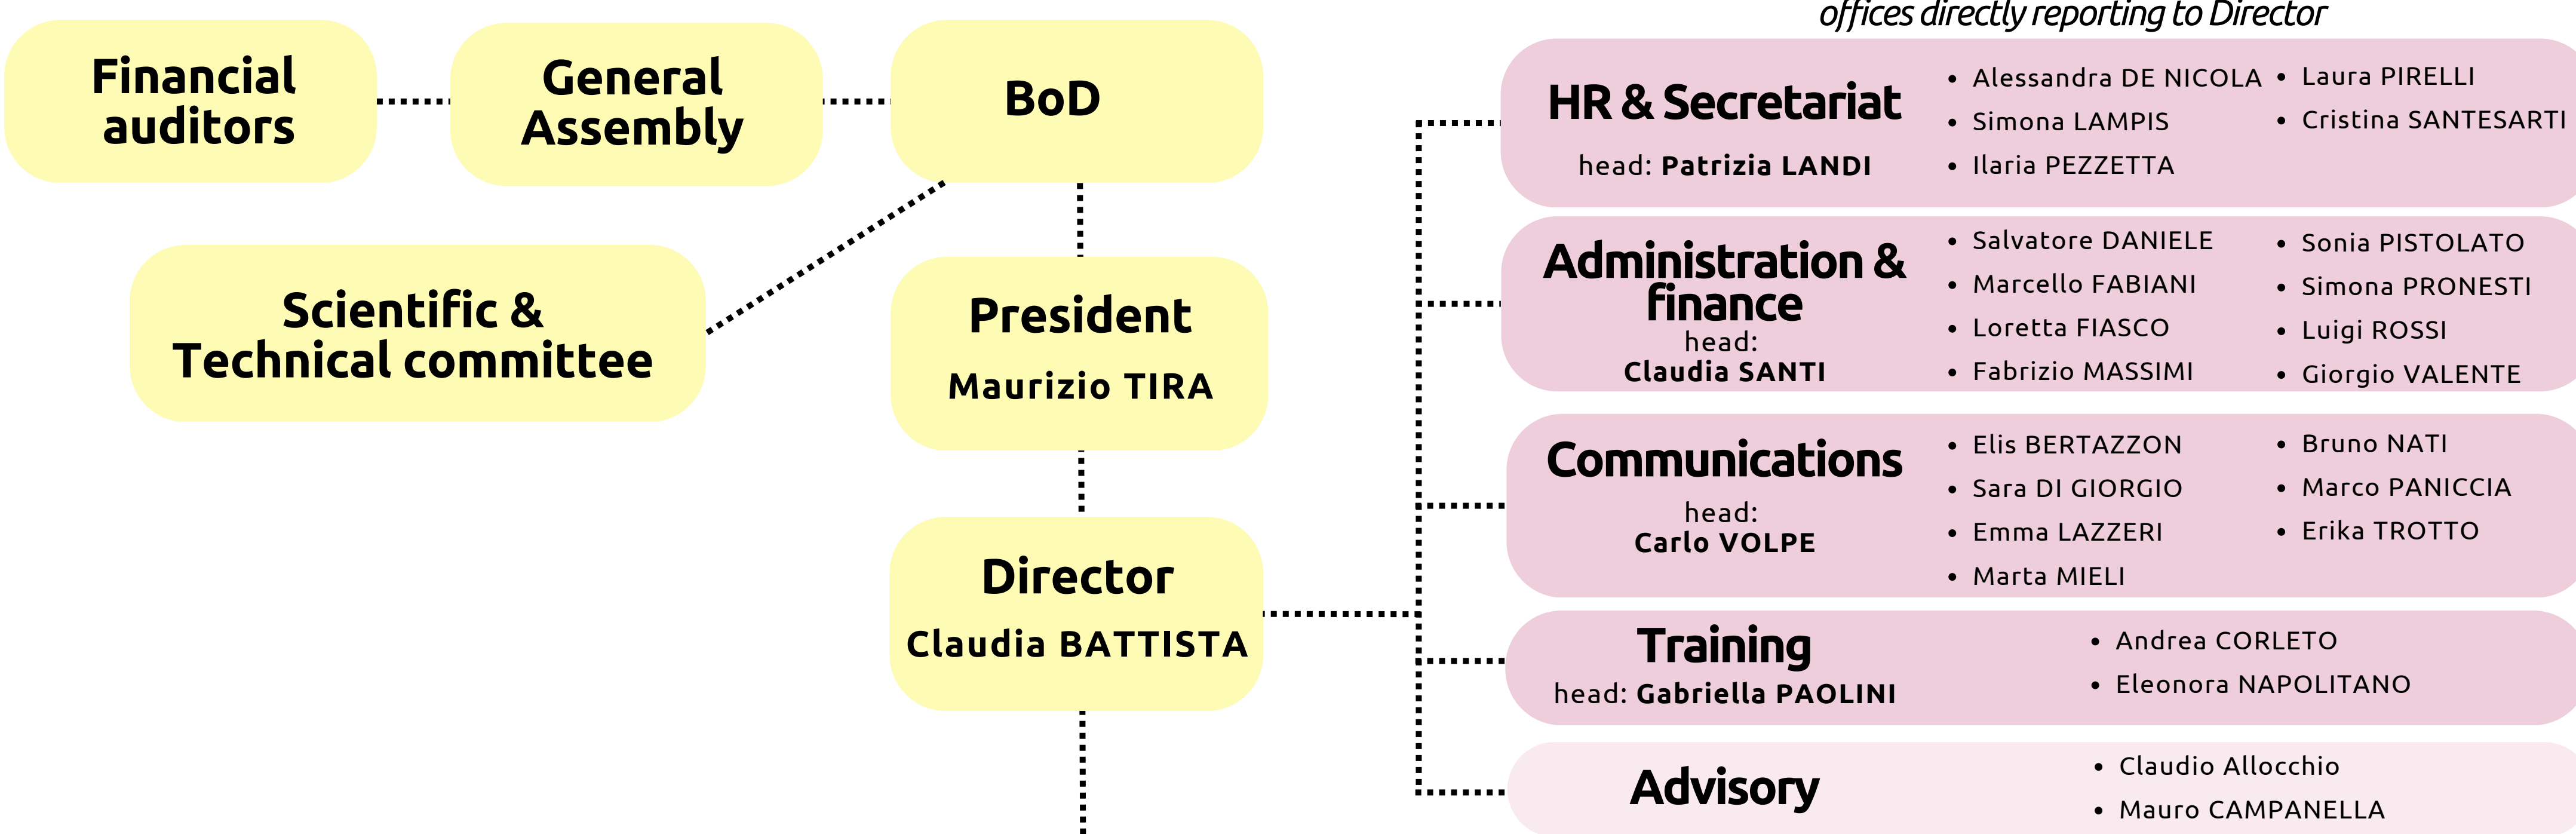 offices directly reporting to Director
Financial
auditors
General
Assembly
BoD
Scientific &
Technical committee
President
Maurizio TIRA
Director
Claudia BATTISTA
HR & Secretariat
head: Patrizia LANDI
• Alessandra DE NICOLA
• Simona LAMPIS
• Ilaria PEZZETTA
• Laura PIRELLI
• Cristina SANTESARTI
Administration &
finance
head:
Claudia SANTI
• Salvatore DANIELE
• Marcello FABIANI
• Loretta FIASCO
• Fabrizio MASSIMI
• Sonia PISTOLATO
• Simona PRONESTI
• Luigi ROSSI
• Giorgio VALENTE
Communications
head:
Carlo VOLPE
• Elis BERTAZZON
• Sara DI GIORGIO
• Emma LAZZERI
• Marta MIELI
• Bruno NATI
• Marco PANICCIA
• Erika TROTTO
Training
head: Gabriella PAOLINI
• Andrea CORLETO
• Eleonora NAPOLITANO
Advisory
• Claudio Allocchio
• Mauro CAMPANELLA